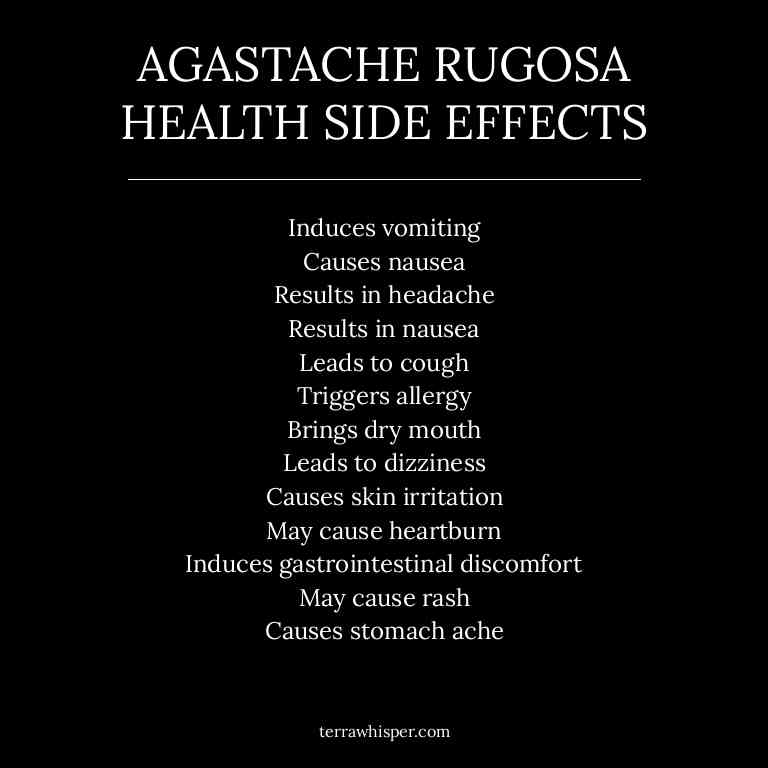 AGASTACHE RUGOSA
HEALTH SIDE EFFECTS
Induces vomiting
Causes nausea
Results in headache
Results in nausea
Leads to cough
Triggers allergy
Brings dry mouth
Leads to dizziness
Causes skin irritation
May cause heartburn
Induces gastrointestinal discomfort
May cause rash
Causes stomach ache
terrawhisper.com